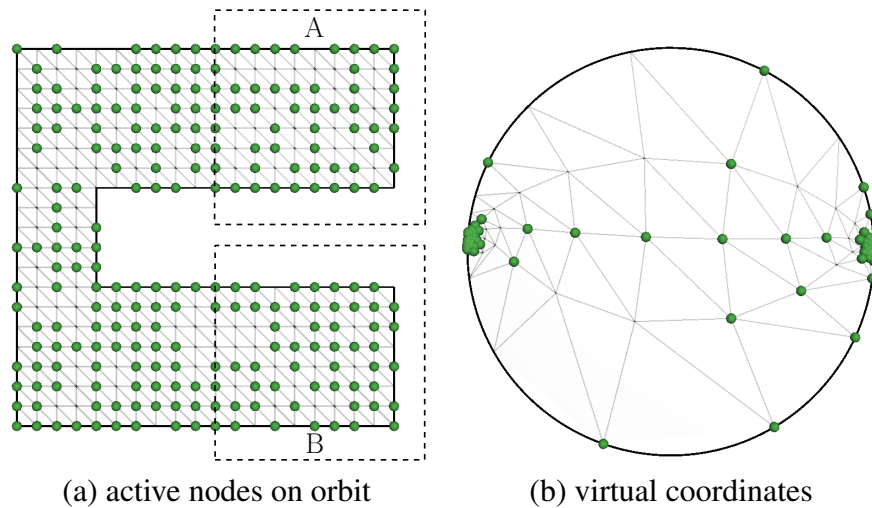 A
B
(a) active nodes on orbit
(b) virtual coordinates